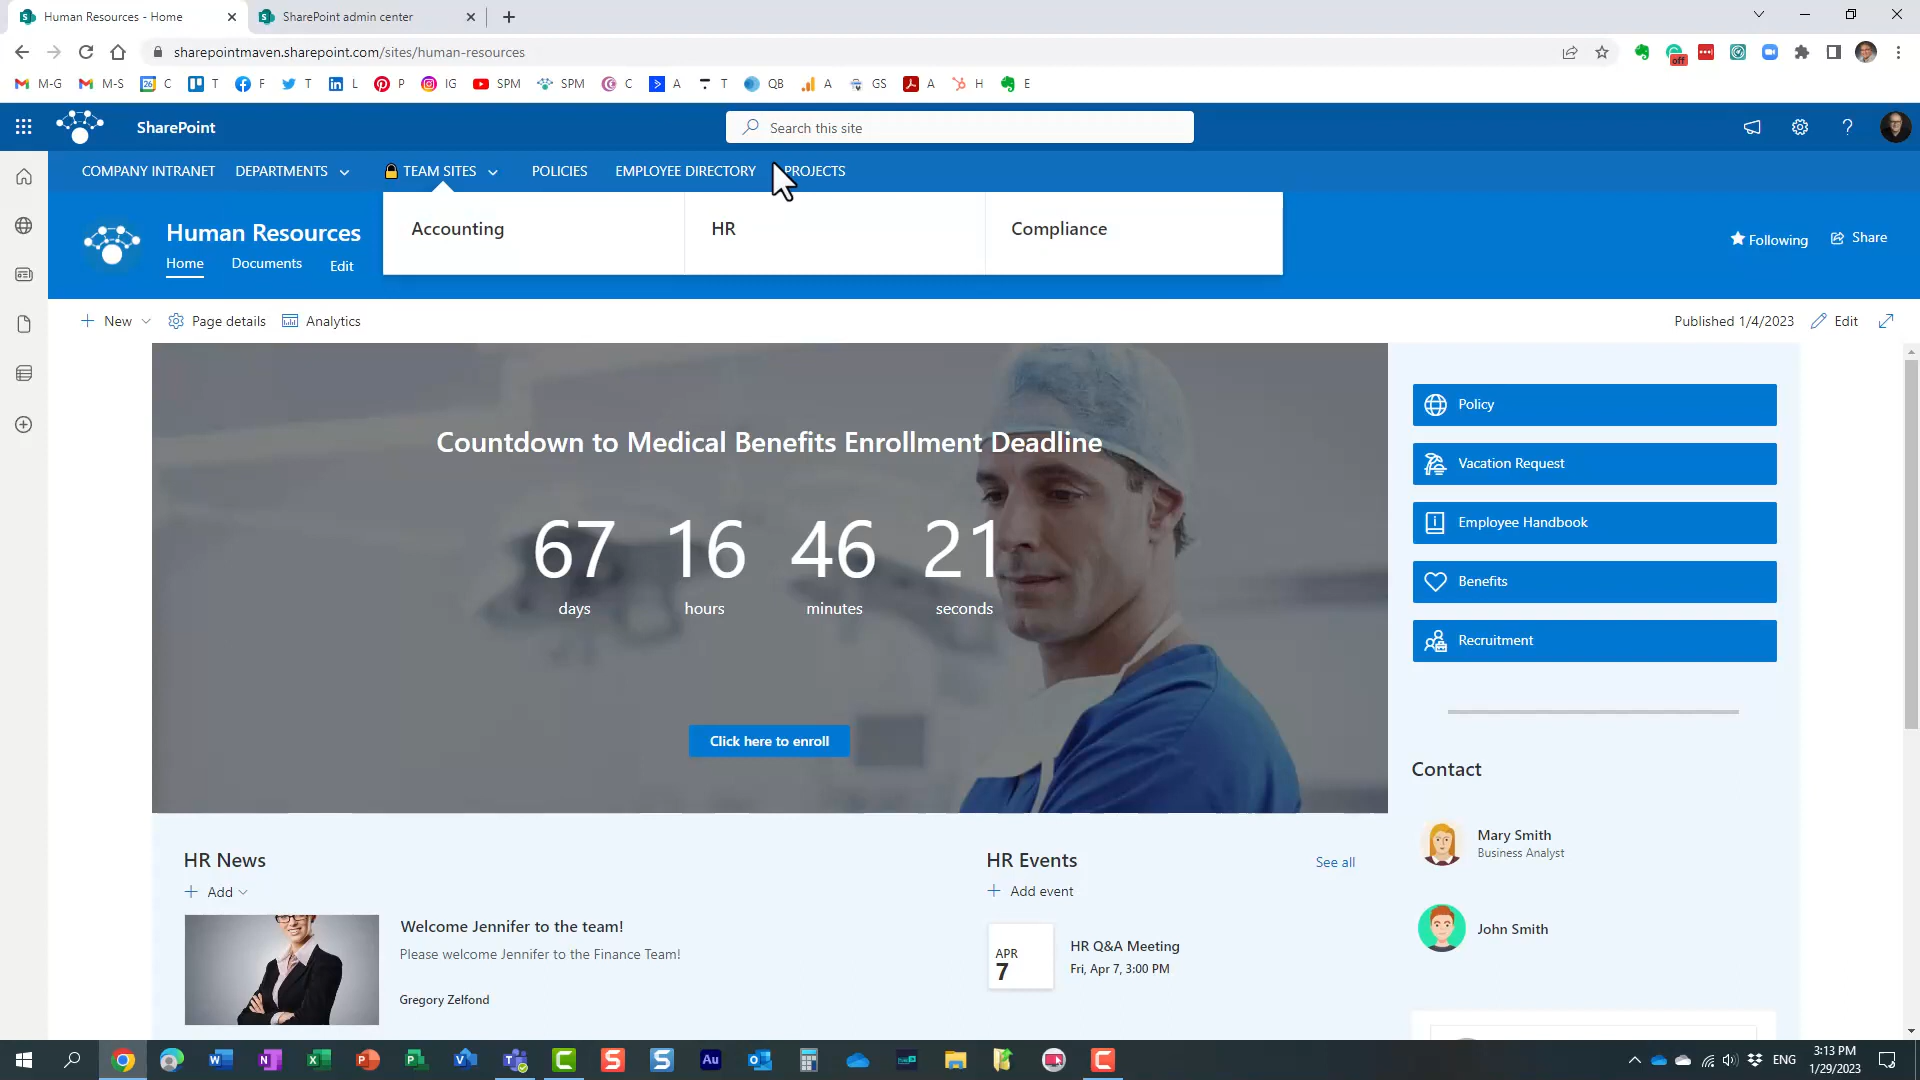 Human Resources - Home
SharePoint admin center
sharepointmaven.sharepoint.com/sites/human-resources
off
M-G M-S 26 C T F T L P IG SPM SPM C A T QB A GS A H E
SharePoint
Search this site
COMPANY INTRANET DEPARTMENTS TEAM SITES POLICIES EMPLOYEE DIRECTORY PROJECTS
Accounting HR Compliance
Human Resources
Home Documents Edit
Following Share
New Page details Analytics
Published 1/4/2023 Edit
Countdown to Medical Benefits Enrollment Deadline
67 16 46 21
days hours minutes seconds
Click here to enroll
Policy
Vacation Request
Employee Handbook
Benefits
Recruitment
Contact
Mary Smith
Business Analyst
John Smith
HR News
Add
Welcome Jennifer to the team!
Please welcome Jennifer to the Finance Team!
Gregory Zelfond
HR Events See all
Add event
APR
7
HR Q&A Meeting
Fri, Apr 7, 3:00 PM
ENG
3:13 PM
1/29/2023